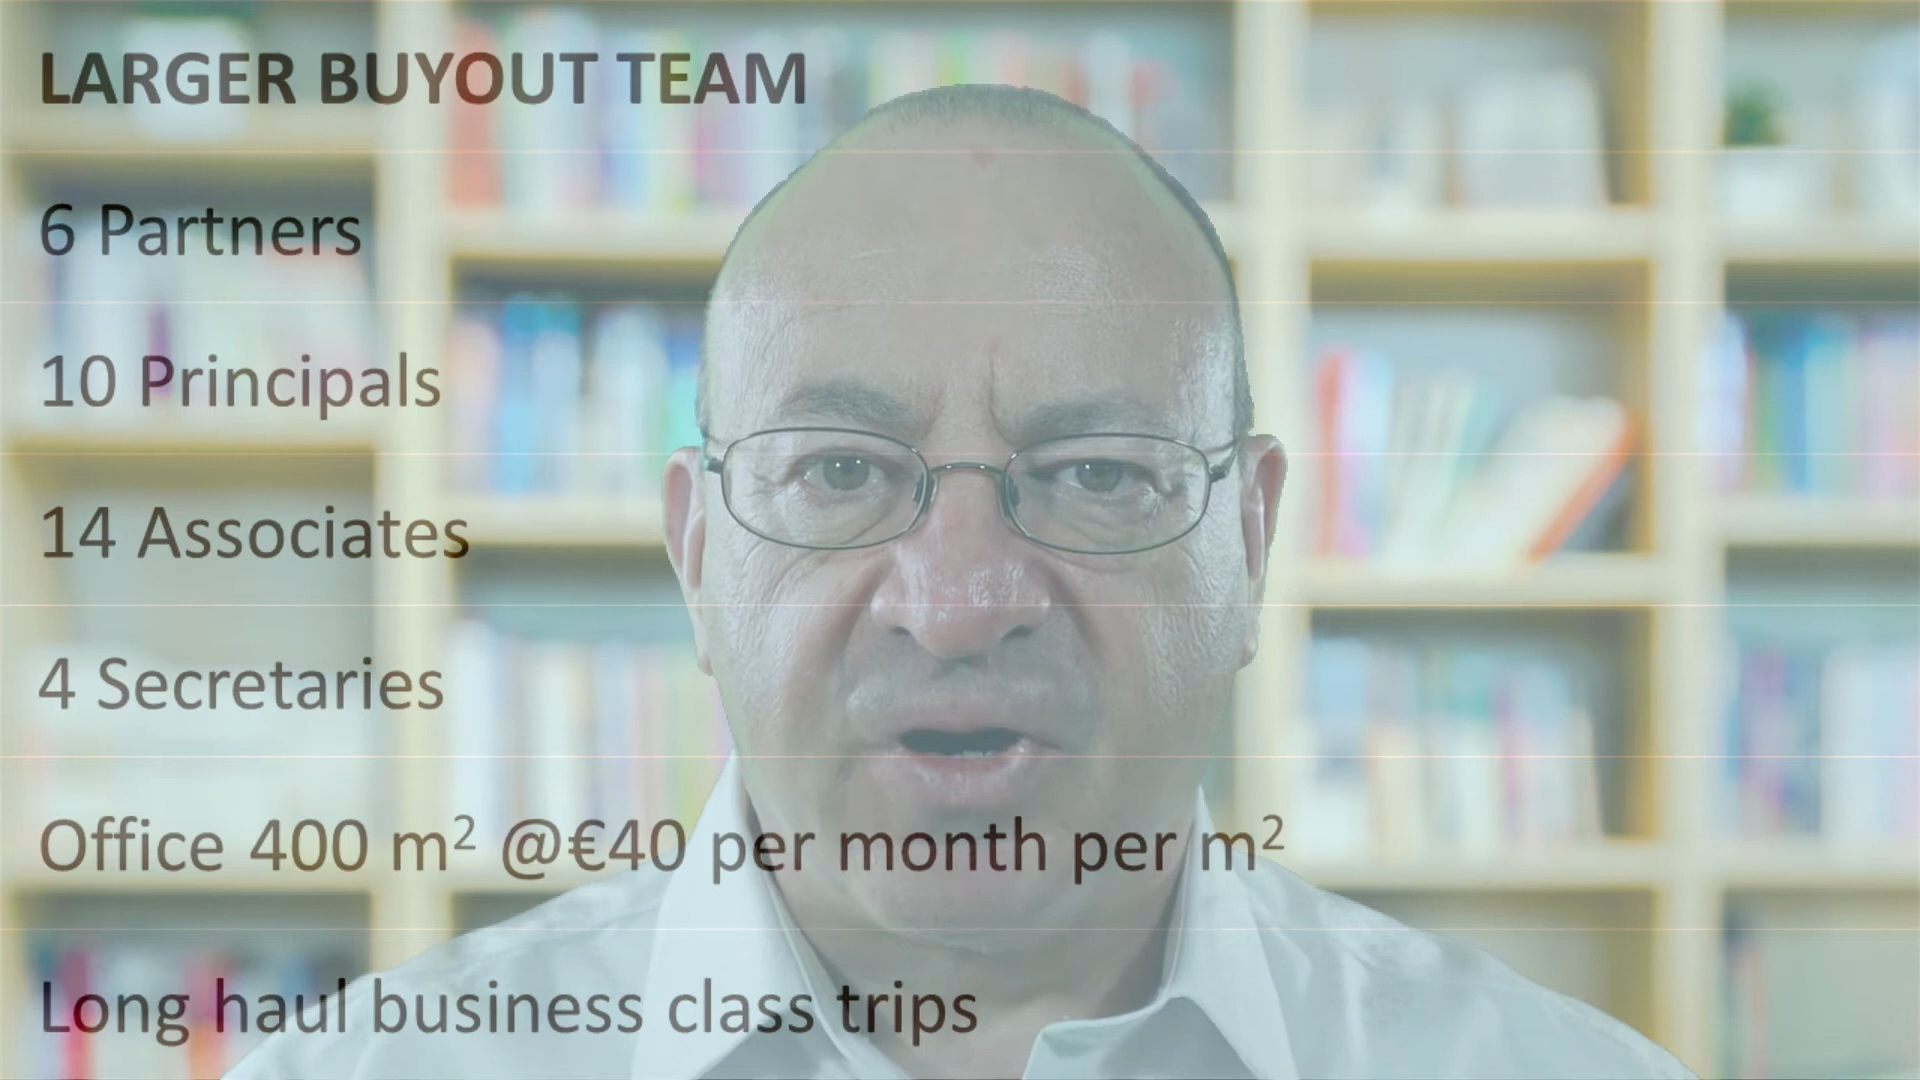 LARGER BUYOUT TEAM
6 Partners
10 Principals
14 Associates
4 Secretaries
Office 400 m² @€40 per month per m²
Long haul business class trips